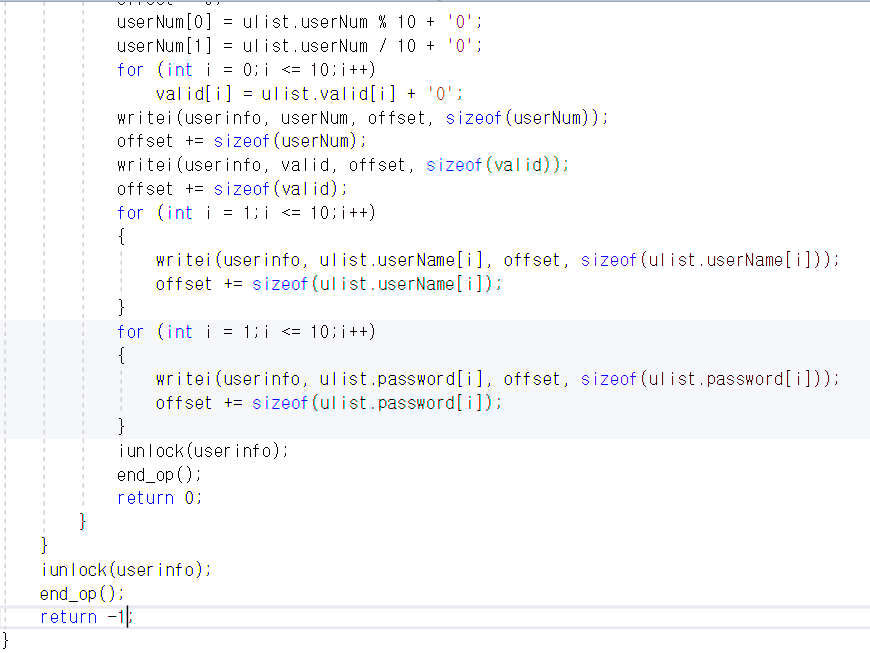 userNum[0] = ulist.userNum % 10 + '0';
userNum[1] = ulist.userNum / 10 + '0';
for (int i = 0;i <= 10;i++)
valid[i] = ulist.valid[i] + '0';
writei(userinfo, userNum, offset, sizeof(userNum));
offset += sizeof(userNum);
writei(userinfo, valid, offset, sizeof(valid));
offset += sizeof(valid);
for (int i = 1;i <= 10;i++)
{
writei(userinfo, ulist.userName[i], offset, sizeof(ulist.userName[i]));
offset += sizeof(ulist.userName[i]);
}
for (int i = 1;i <= 10;i++)
{
writei(userinfo, ulist.password[i], offset, sizeof(ulist.password[i]));
offset += sizeof(ulist.password[i]);
}
iunlock(userinfo);
end_op();
return 0;
}
}
iunlock(userinfo);
end_op();
return -1;
}